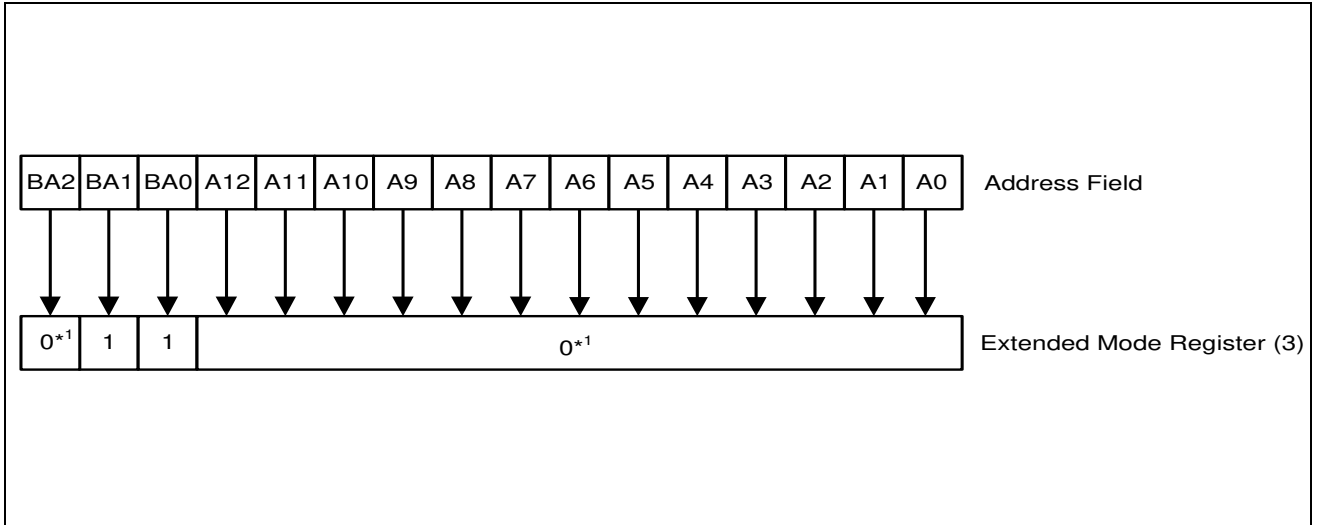 BA2 BA1 BA0 A12 A11 A10 A9 A8 A7 A6 A5 A4 A3 A2 A1 A0 Address Field
0*1 1 1 0*1 Extended Mode Register (3)